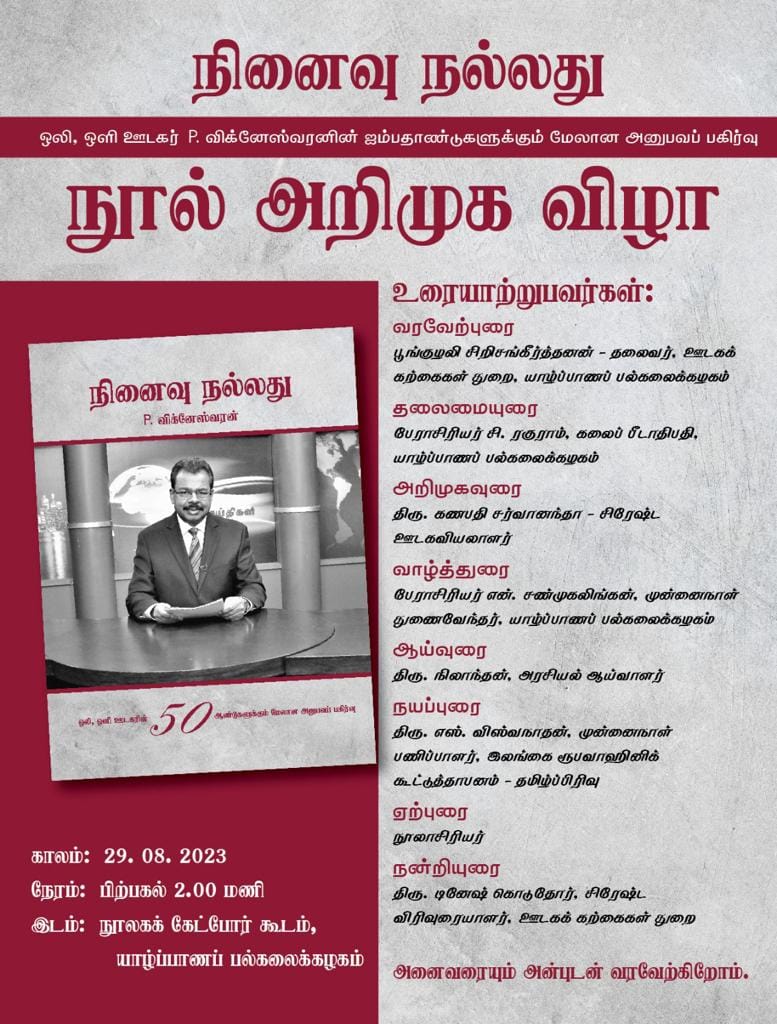 நினைவு நல்லது
ஒலி, ஒளி ஊடகர் P. விக்னேஸ்வரனின் ஐம்பதாண்டுகளுக்கும் மேலான அனுபவப் பகிர்வு
நூல் அறிமுக விழா
நினைவு நல்லது
P. விக்னேஸ்வரன்
ய்திகள்
ஒலி, ஒளி ஊடகரின் 50 ஆண்டுகளுக்கும் மேலான அனுபவப் பகிர்வு
காலம்: 29. 08. 2023
நேரம்: பிற்பகல் 2.00 மணி
இடம்: நூலகக் கேட்போர் கூடம்,
யாழ்ப்பாணப் பல்கலைக்கழகம்
உரையாற்றுபவர்கள்:
வரவேற்புரை
பூங்குழலி சிறிசங்கீர்த்தனன் - தலைவர், ஊடகக்
கற்கைகள் துறை, யாழ்ப்பாணப் பல்கலைக்கழகம்
தலைமையுரை
பேராசிரியர் சி. ரகுராம், கலைப் பீடாதிபதி,
யாழ்ப்பாணப் பல்கலைக்கழகம்
அறிமுகவுரை
திரு. கணபதி சர்வானந்தா - சிரேஷ்ட
ஊடகவியலாளர்
வாழ்த்துரை
பேராசிரியர் என். சண்முகலிங்கன், முன்னைநாள்
துணைவேந்தர், யாழ்ப்பாணப் பல்கலைக்கழகம்
ஆய்வுரை
திரு. நிலாந்தன், அரசியல் ஆய்வாளர்
நயப்புரை
திரு. எஸ். விஸ்வநாதன், முன்னைநாள்
பணிப்பாளர், இலங்கை ரூபவாஹினிக்
கூட்டுத்தாபனம் - தமிழ்ப்பிரிவு
ஏற்புரை
நூலாசிரியர்
நன்றியுரை
திரு. டினேஷ் கொடுதோர், சிரேஷ்ட
விரிவுரையாளர், ஊடகக் கற்கைகள் துறை
அனைவரையும் அன்புடன் வரவேற்கிறோம்.